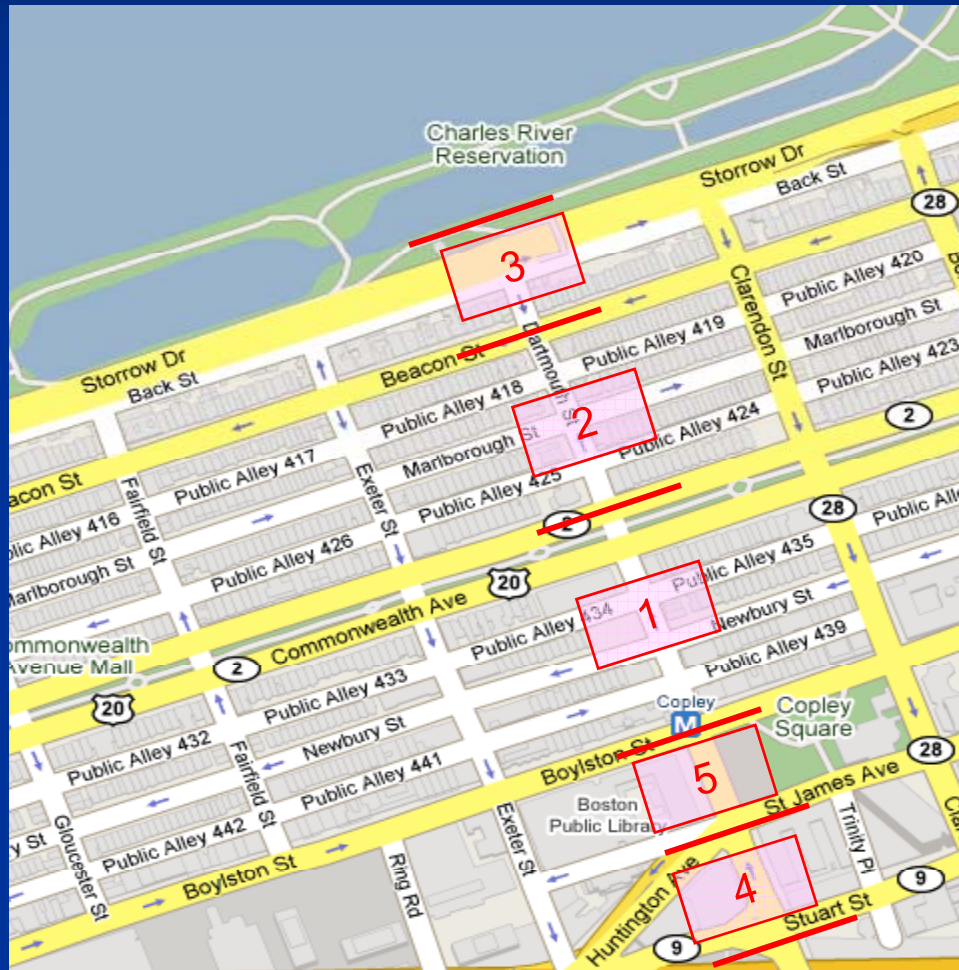 Charles River
Reservation
Storrow Dr
Back St
28
3
Public Alley 420
Clarendon St
Marlborough St
Dartmouth St
Public Alley 419
Beacon St
Storrow Dr
Back St
Public Alley 418
Public Alley 423
2
2
Public Alley 424
Marlborough St
Public Alley 417
acon St
Public Alley 425
Exeter St
Fairfield St
blic Alley 416
2
28
Public Alle
Public Alley 426
Marlborough St
20
Public Alley 435
1
Public Alley 434
Newbury St
Commonwealth Ave
ommonwealth
Avenue Mall
2
Public Alley 439
20
Public Alley 433
Copley
M
Copley
Square
Newbury St
Public Alley 432
Boylston St
28
Fairfield St
Public Alley 441
5
St James Ave
Boston
Public Library
Gloucester St
Exeter St
Trinity Pl
Cla
ry St
Public Alley 442
Boylston St
Ring Rd
4
9
Huntington Ave
Stuart St
9